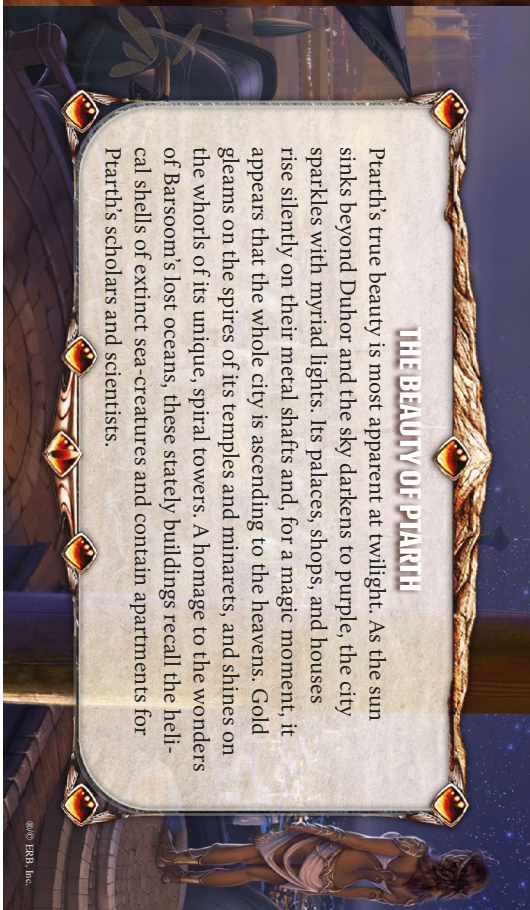 THE BEAUTY OF PTARTH
Ptarth's true beauty is most apparent at twilight. As the sun
sinks beyond Duhor and the sky darkens to purple, the city
sparkles with myriad lights. Its palaces, shops, and houses
rise silently on their metal shafts and, for a magic moment, it
appears that the whole city is ascending to the heavens. Gold
gleams on the spires of its temples and minarets, and shines on
the whorls of its unique, spiral towers. A homage to the wonders
of Barsoom's lost oceans, these stately buildings recall the heli-
cal shells of extinct sea-creatures and contain apartments for
Ptarth's scholars and scientists.
®/© ERB, Inc.